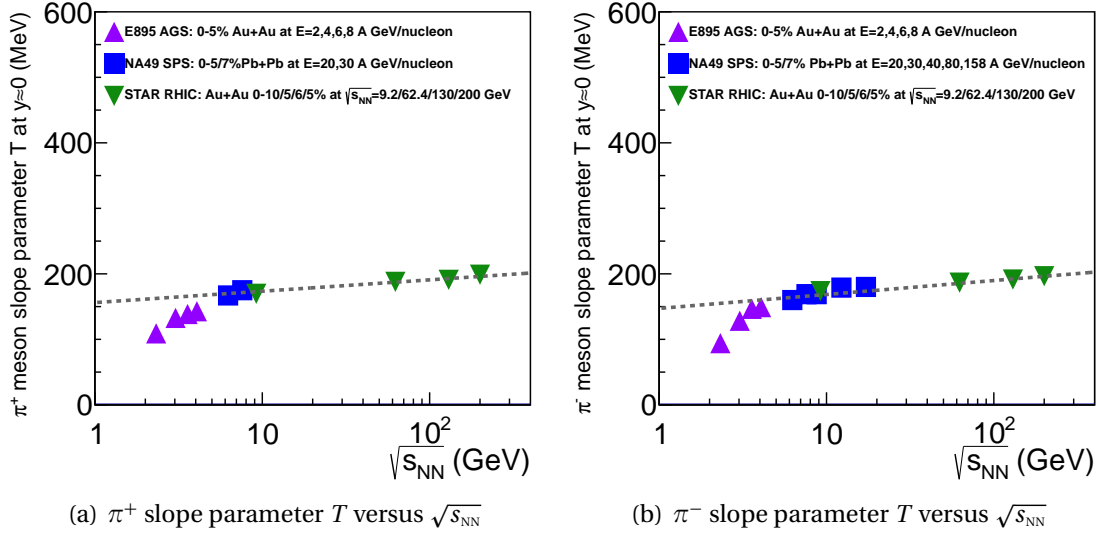 600
400
200
0
π+ meson slope parameter T at y≈0 (MeV)
E895 AGS: 0-5% Au+Au at E=2,4,6,8 A GeV/nucleon
NA49 SPS: 0-5/7%Pb+Pb at E=20,30 A GeV/nucleon
STAR RHIC: Au+Au 0-10/5/6/5% at √sNN=9.2/62.4/130/200 GeV
1 10 10²
√sNN (GeV)
(a) π+ slope parameter T versus √sNN
600
400
200
0
π- meson slope parameter T at y≈0 (MeV)
E895 AGS: 0-5% Au+Au at E=2,4,6,8 A GeV/nucleon
NA49 SPS: 0-5/7% Pb+Pb at E=20,30,40,80,158 A GeV/nucleon
STAR RHIC: Au+Au 0-10/5/6/5% at √sNN=9.2/62.4/130/200 GeV
1 10 10²
√sNN (GeV)
(b) π− slope parameter T versus √sNN